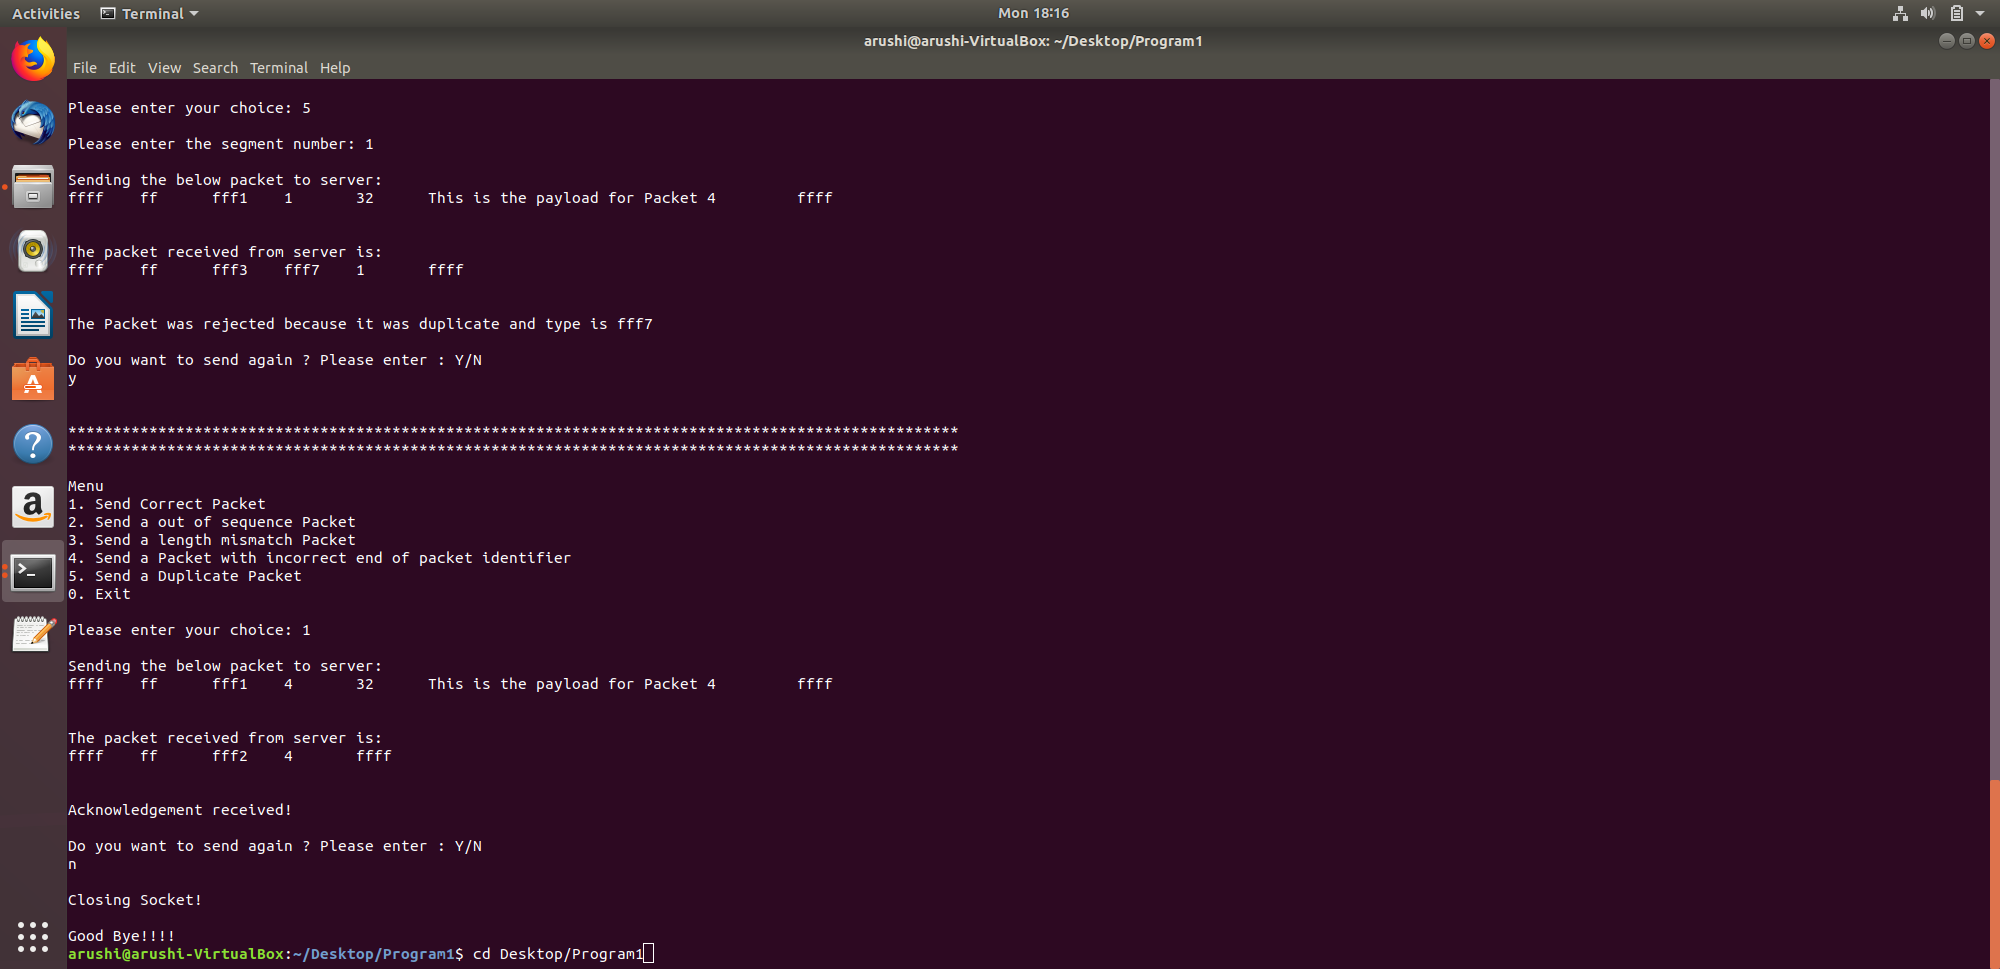 Activities Terminal Mon 18:16
arushi@arushi-VirtualBox: ~/Desktop/Program1
File Edit View Search Terminal Help
Please enter your choice: 5
Please enter the segment number: 1
Sending the below packet to server:
ffff ff fff1 1 32 This is the payload for Packet 4 ffff
The packet received from server is:
ffff ff fff3 fff7 1 ffff
The Packet was rejected because it was duplicate and type is fff7
Do you want to send again ? Please enter : Y/N
y
***************************************************************************************************
***************************************************************************************************
Menu
1. Send Correct Packet
2. Send a out of sequence Packet
3. Send a length mismatch Packet
4. Send a Packet with incorrect end of packet identifier
5. Send a Duplicate Packet
0. Exit
Please enter your choice: 1
Sending the below packet to server:
ffff ff fff1 4 32 This is the payload for Packet 4 ffff
The packet received from server is:
ffff ff fff2 4 ffff
Acknowledgement received!
Do you want to send again ? Please enter : Y/N
n
Closing Socket!
Good Bye!!!!
arushi@arushi-VirtualBox:~/Desktop/Program1$ cd Desktop/Program1